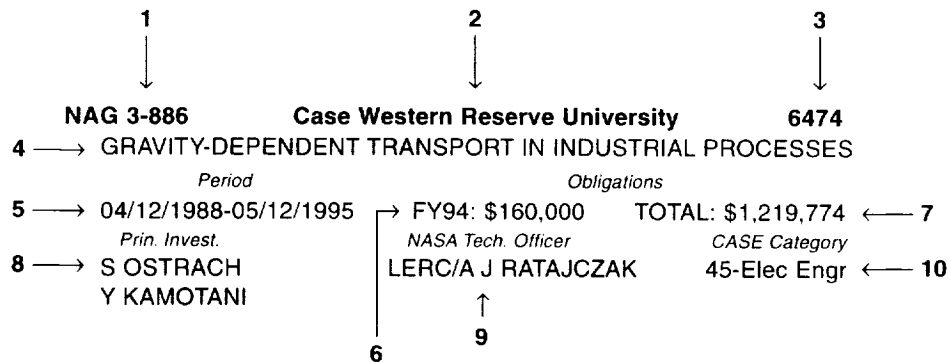 1 2 3
NAG 3-886 Case Western Reserve University 6474
4 GRAVITY-DEPENDENT TRANSPORT IN INDUSTRIAL PROCESSES
Period Obligations
5 04/12/1988-05/12/1995 FY94: $160,000 TOTAL: $1,219,774 7
Prin. Invest. NASA Tech. Officer CASE Category
8 S OSTRACH LERC/A J RATAJCZAK 45-Elec Engr 10
Y KAMOTANI
9
6